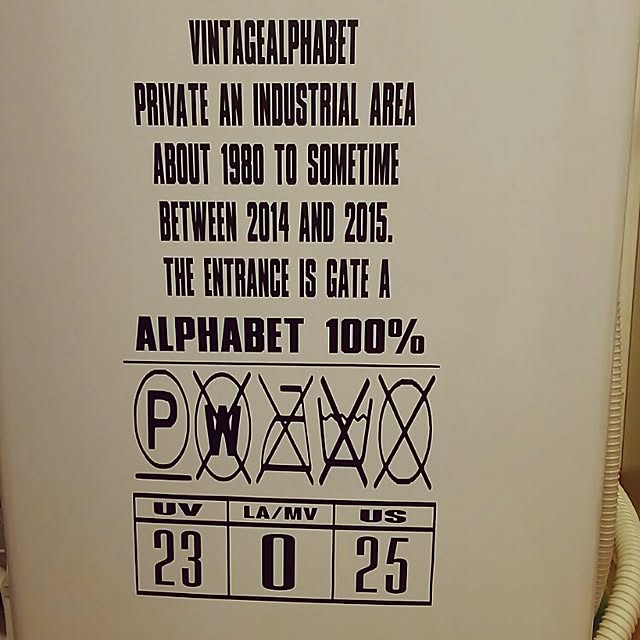 VINTAGEALPHABET
PRIVATE AN INDUSTRIAL AREA
ABOUT 1980 TO SOMETIME
BETWEEN 2014 AND 2015.
THE ENTRANCE IS GATE A
ALPHABET 100%
P W
UV LA/MV US
23 0 25